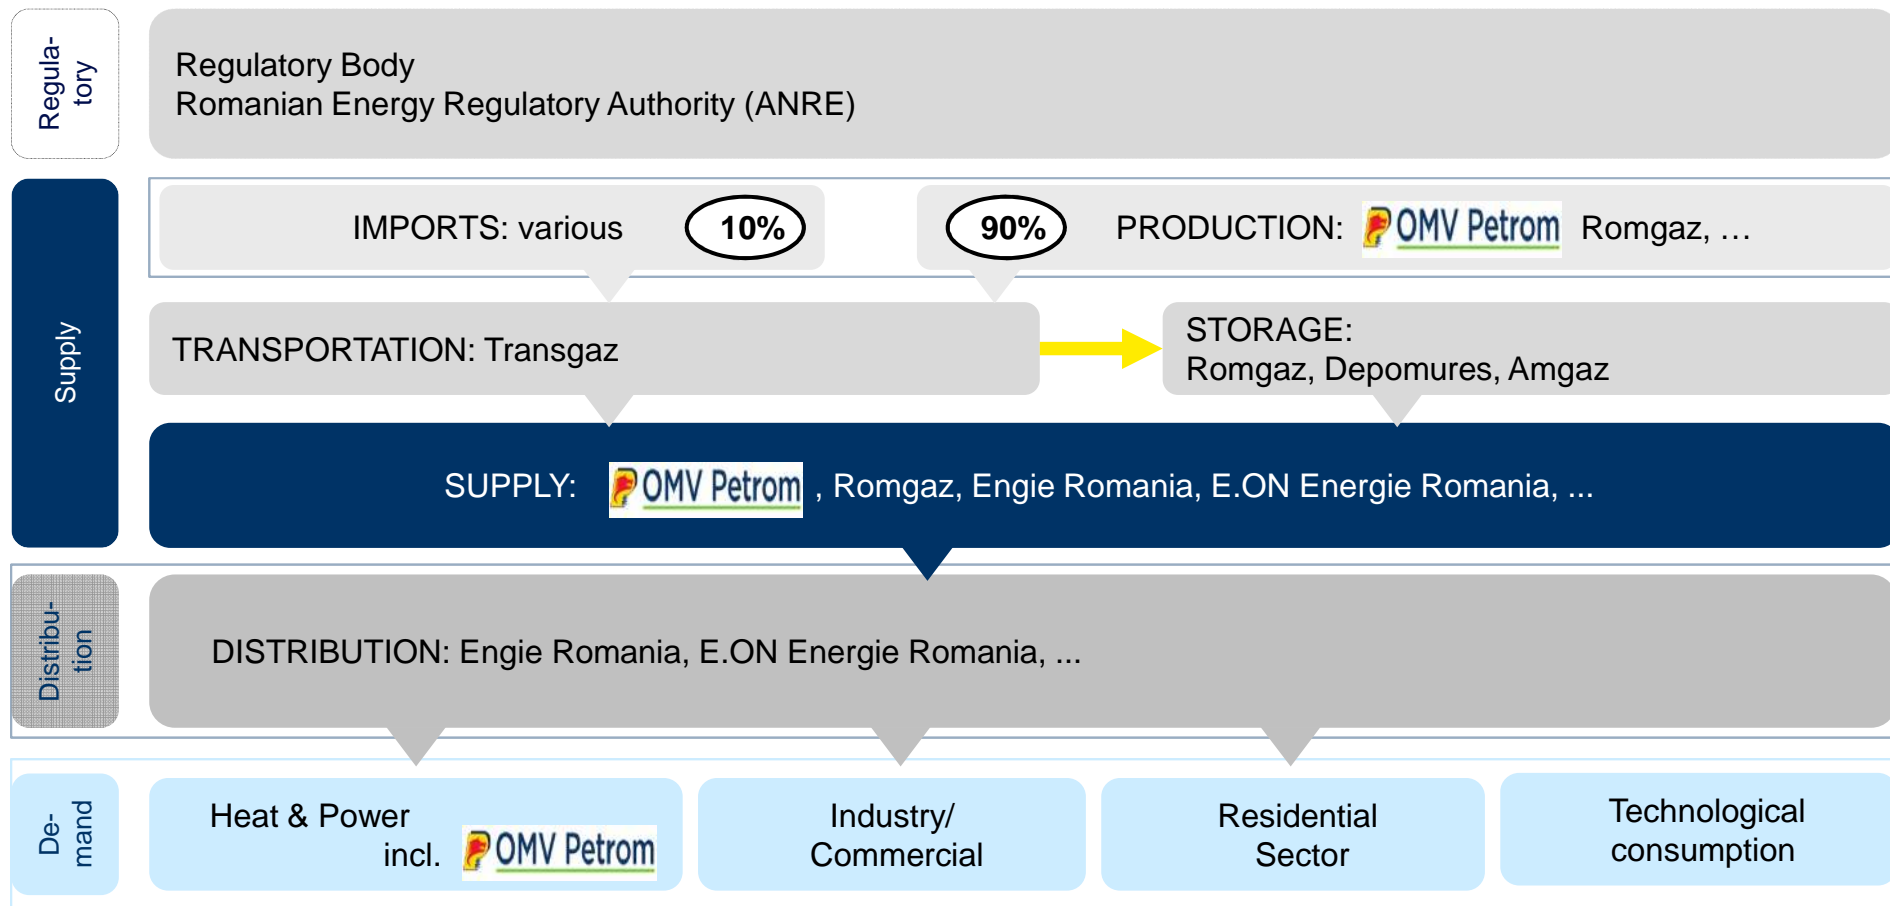 Regula-
tory
Regulatory Body
Romanian Energy Regulatory Authority (ANRE)
Supply
IMPORTS: various
10%
90%
PRODUCTION:
OMV Petrom
Romgaz, ...
TRANSPORTATION: Transgaz
STORAGE:
Romgaz, Depomures, Amgaz
SUPPLY: OMV Petrom , Romgaz, Engie Romania, E.ON Energie Romania, ...
Distribu-
tion
DISTRIBUTION: Engie Romania, E.ON Energie Romania, ...
De-
mand
Heat & Power
incl. OMV Petrom
Industry/
Commercial
Residential
Sector
Technological
consumption